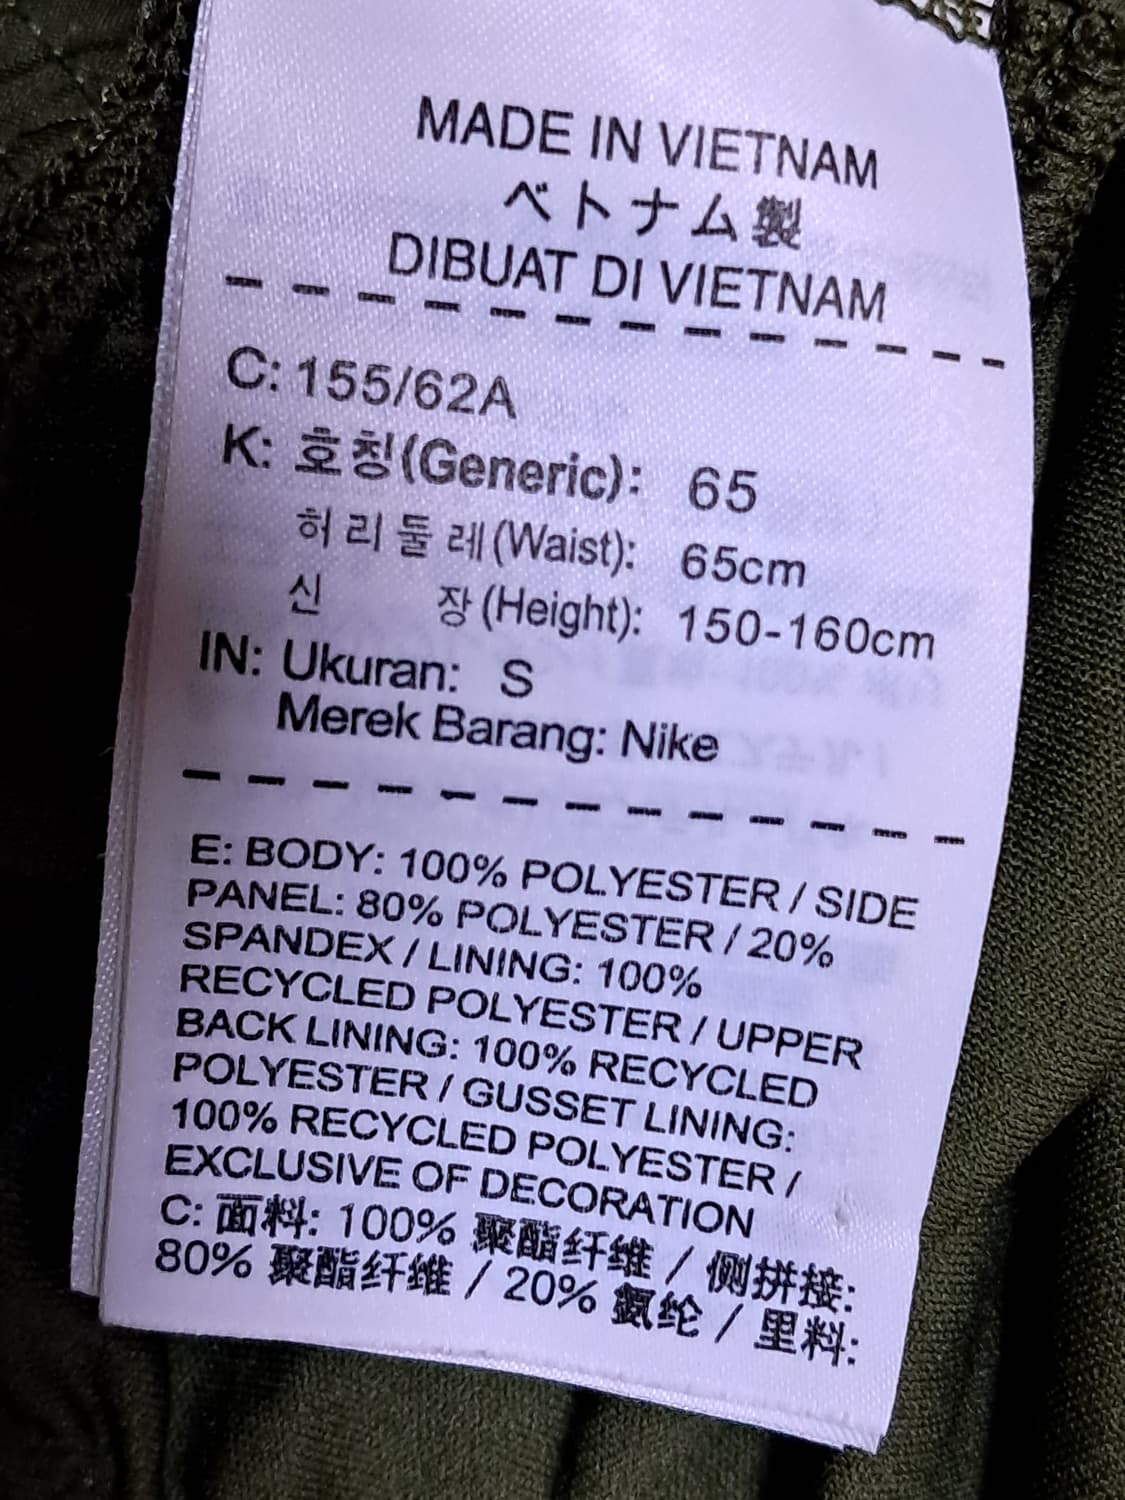 MADE IN VIETNAM
ベトナム製
DIBUAT DI VIETNAM
C: 155/62A
K: 호칭(Generic): 65
허리둘레(Waist): 65cm
신 장(Height): 150-160cm
IN: Ukuran: S
Merek Barang: Nike
E: BODY: 100% POLYESTER / SIDE
PANEL: 80% POLYESTER / 20%
SPANDEX / LINING: 100%
RECYCLED POLYESTER / UPPER
BACK LINING: 100% RECYCLED
POLYESTER / GUSSET LINING:
100% RECYCLED POLYESTER /
EXCLUSIVE OF DECORATION
C: 面料: 100% 聚酯纤维 / 侧拼接:
80% 聚酯纤维 / 20% 氨纶 / 里料: